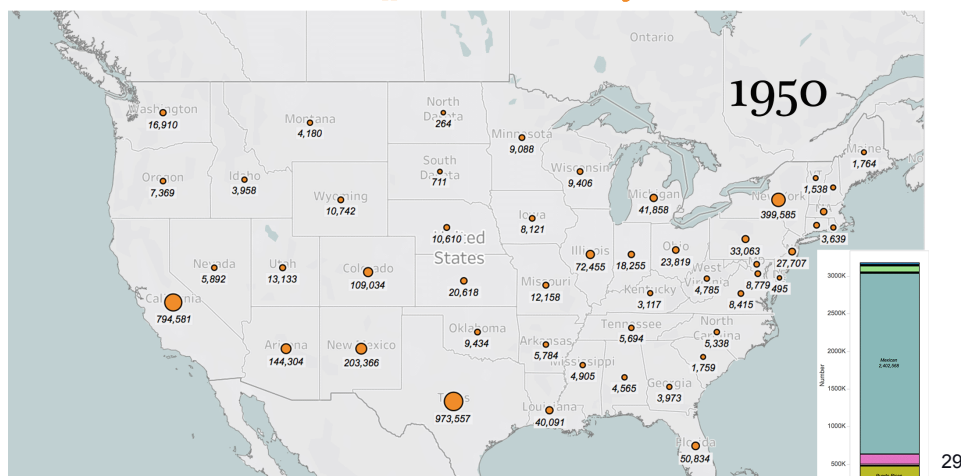 Ontario
1950
Washington
16,910
Montana
4,180
North
Dakota
264
Minnesota
9,088
Maine
1,764
Oregon
7,369
Idaho
3,958
South
Dakota
711
Wisconsin
9,406
Michigan
41,858
VT
1,538
New York
399,585
3,639
Wyoming
10,742
Iowa
8,121
10,610
United
States
Nevada
5,892
Utah
13,133
Colorado
109,034
20,618
Missouri
12,158
Illinois
72,455
18,255
Ohio
23,819
33,063
27,707
West
Virginia
4,785
MD
8,779
495
8,415
Kentucky
3,117
California
794,581
Arizona
144,304
New Mexico
203,366
Oklahoma
9,434
Arkansas
5,784
Tennessee
5,694
North
Carolina
5,338
1,759
Mississippi
4,905
4,565
Georgia
3,973
Texas
973,557
Louisiana
40,091
Florida
50,834
3000K
2500K
2000K
1500K
1000K
500K
Number
Mexican
Puerto Rican
29